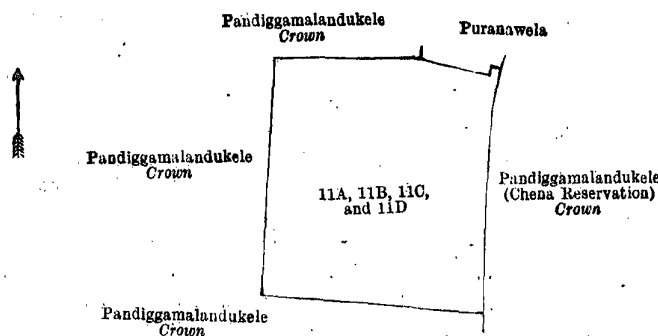 Pandiggamalandukele
Crown
Puranawela
Pandiggamalandukele
Crown
11A, 11B, 11C,
and 11D
Pandiggamalandukele
(Chena Reservation)
Crown
Pandiggamalandukele
Crown